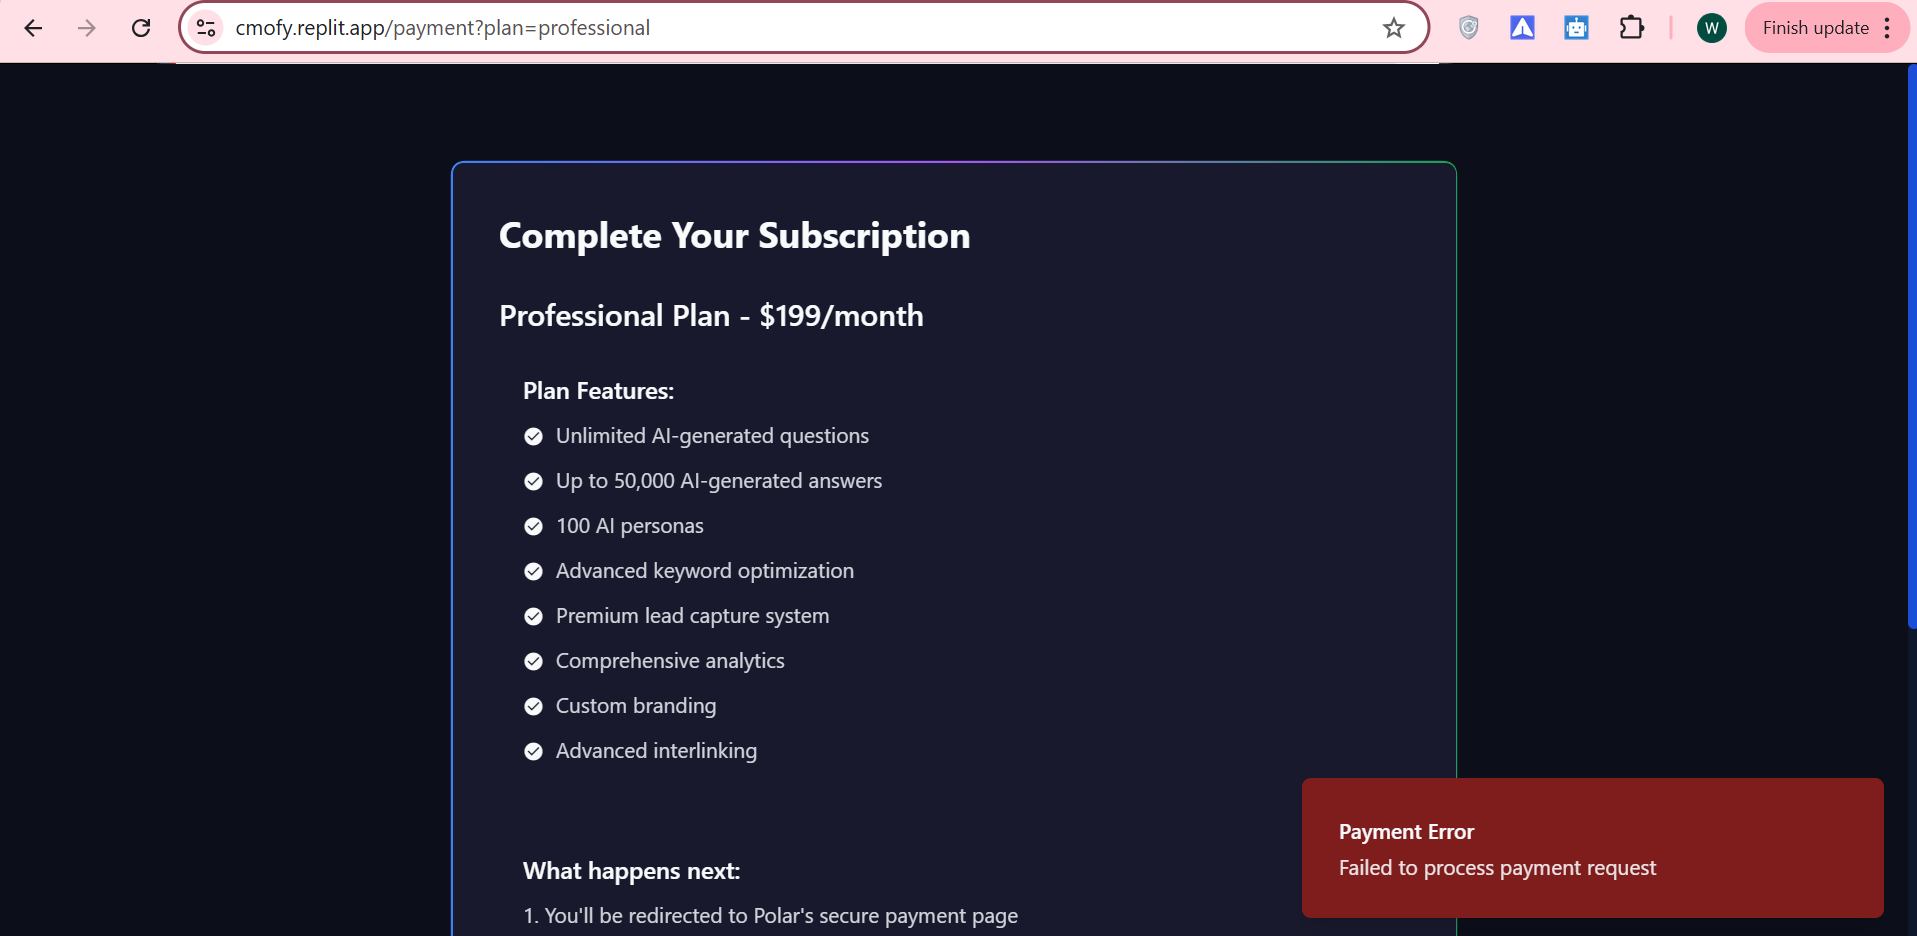 cmofy.replit.app/payment?plan=professional
W
Finish update
Complete Your Subscription
Professional Plan - $199/month
Plan Features:
Unlimited AI-generated questions
Up to 50,000 AI-generated answers
100 AI personas
Advanced keyword optimization
Premium lead capture system
Comprehensive analytics
Custom branding
Advanced interlinking
What happens next:
1. You'll be redirected to Polar's secure payment page
Payment Error
Failed to process payment request